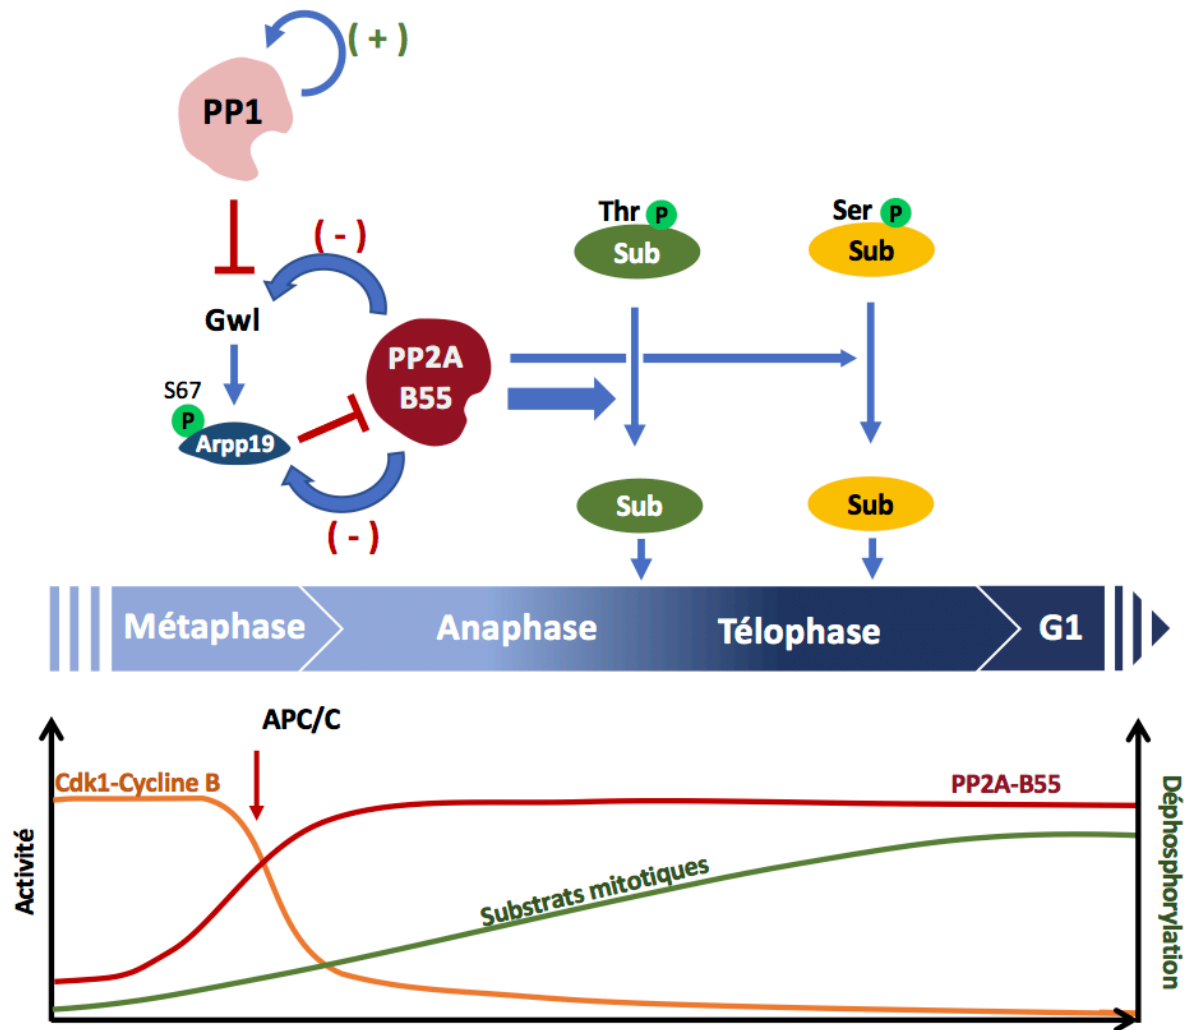 ( + )
PP1
( - )
Thr P
Sub
Ser P
Sub
Gwl
PP2A
B55
S67
P
Arpp19
Sub
Sub
( - )
Métaphase
Anaphase
Télophase
G1
APC/C
Cdk1-Cycline B
PP2A-B55
Activité
Substrats mitotiques
Déphosphorylation